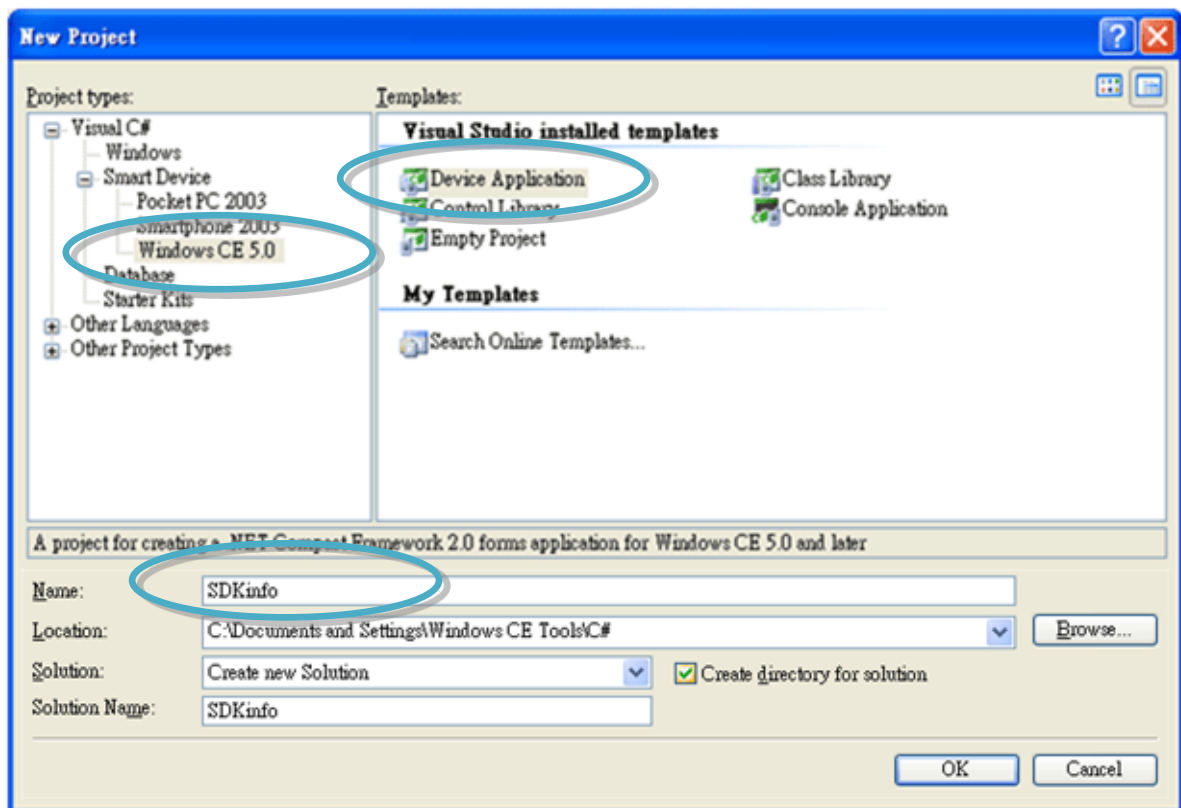 New Project
Project types:
Templates:
Visual C#
Windows
Smart Device
Pocket PC 2003
Smartphone 2003
Windows CE 5.0
Database
Starter Kits
Other Languages
Other Project Types
Visual Studio installed templates
Device Application
Class Library
Control Library
Console Application
Empty Project
My Templates
Search Online Templates...
A project for creating a .NET Compact Framework 2.0 forms application for Windows CE 5.0 and later
Name: SDKinfo
Location: C:\Documents and Settings\Windows CE Tools\C# Browse...
Solution: Create new Solution Create directory for solution
Solution Name: SDKinfo
OK Cancel